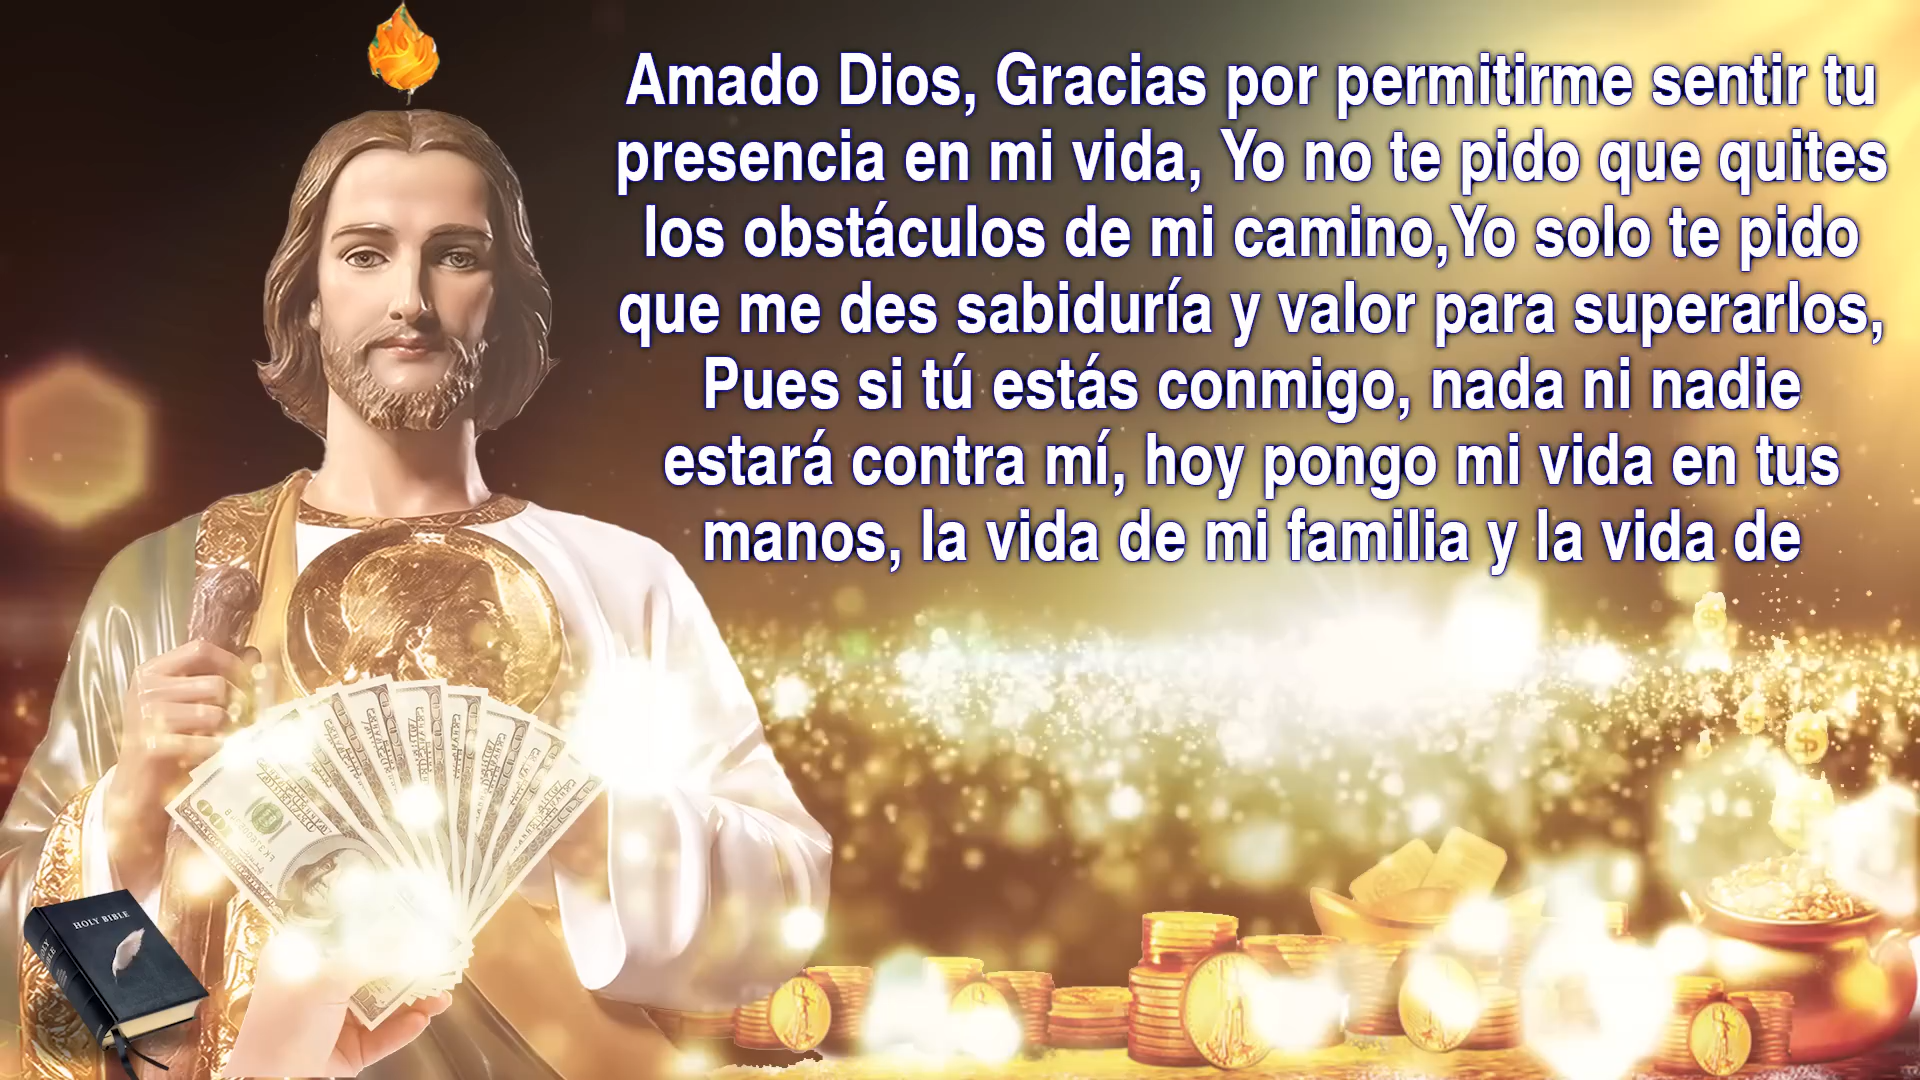 Amado Dios, Gracias por permitirme sentir tu
presencia en mi vida, Yo no te pido que quites
los obstáculos de mi camino,Yo solo te pido
que me des sabiduría y valor para superarlos,
Pues si tú estás conmigo, nada ni nadie
estará contra mí, hoy pongo mi vida en tus
manos, la vida de mi familia y la vida de
HOLY BIBLE